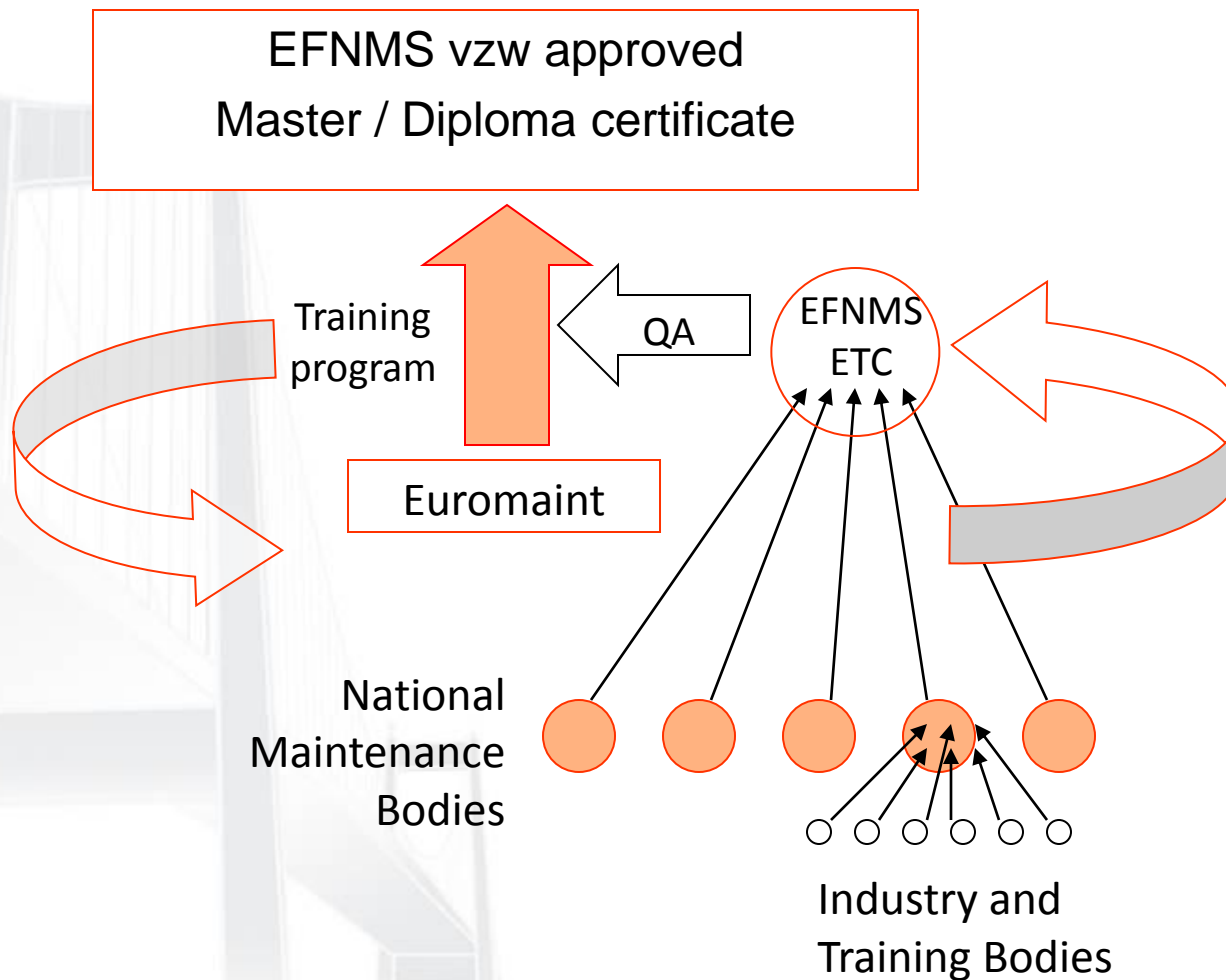 EFNMS vzw approved
Master / Diploma certificate
Training
program
QA
EFNMS
ETC
Euromaint
National
Maintenance
Bodies
Industry and
Training Bodies